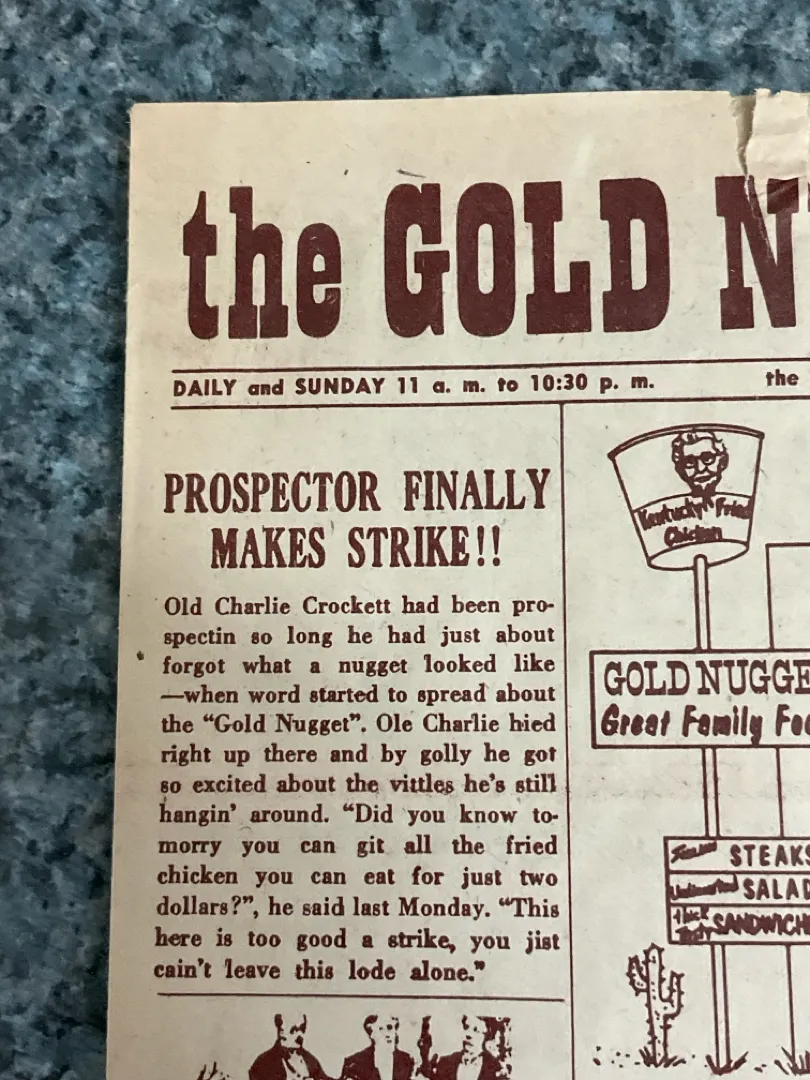 the GOLD N
DAILY and SUNDAY 11 a. m. to 10:30 p. m. the
PROSPECTOR FINALLY
MAKES STRIKE!!
Old Charlie Crockett had been pro-
spectin so long he had just about
forgot what a nugget looked like
—when word started to spread about
the "Gold Nugget". Ole Charlie hied
right up there and by golly he got
so excited about the vittles he's still
hangin' around. "Did you know to-
morry you can git all the fried
chicken you can eat for just two
dollars?", he said last Monday. "This
here is too good a strike, you jist
cain't leave this lode alone."
Kentucky Fried
Chicken
GOLD NUGGE
Great Family Foo
STEAKS
SALAD
Thick
Tasty SANDWICH